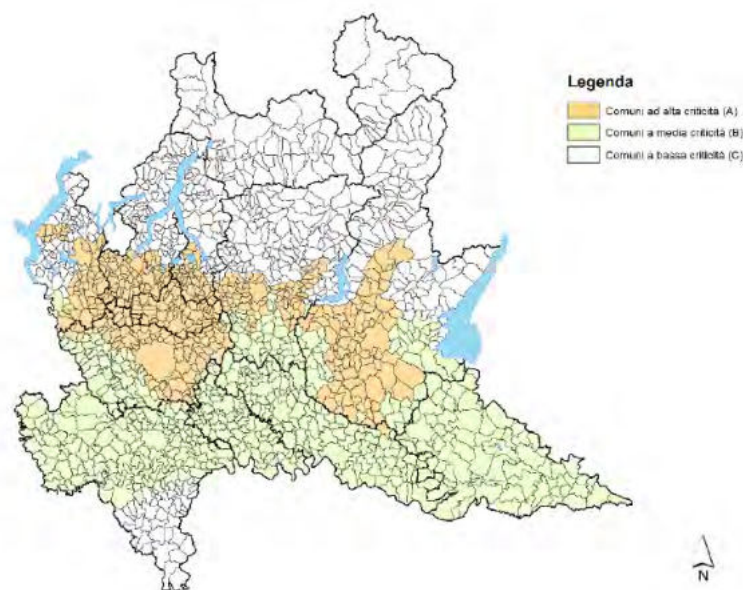 Legenda
Comuni ad alta criticità (A)
Comuni a media criticità (B)
Comuni a bassa criticità (C)
N